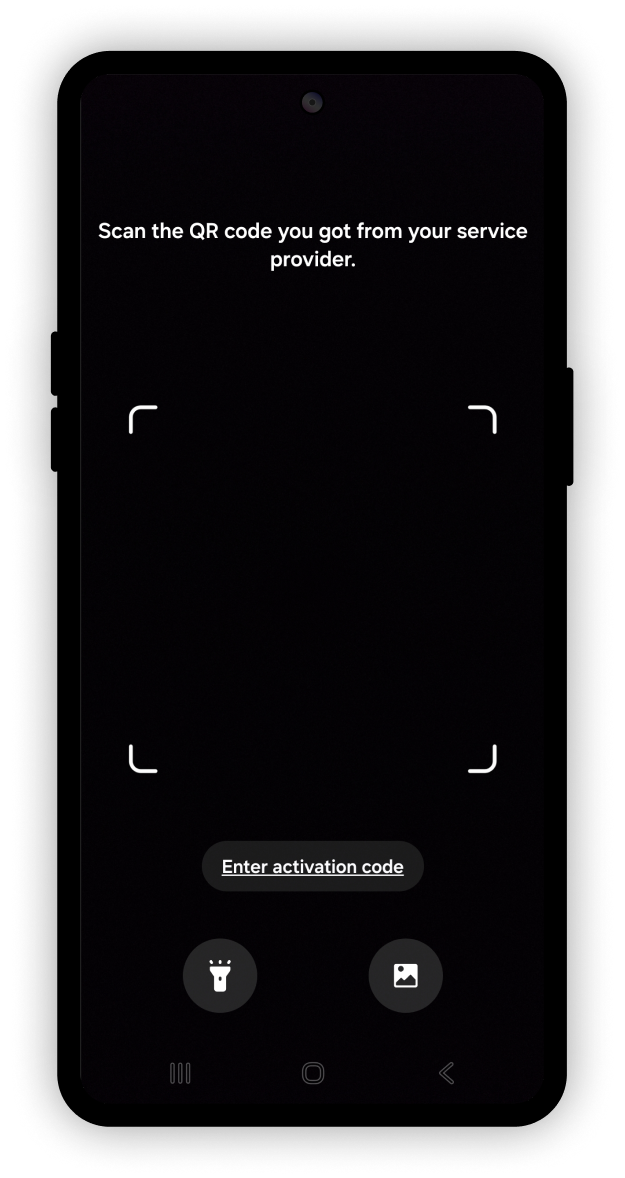 Scan the QR code you got from your service
provider.
Enter activation code